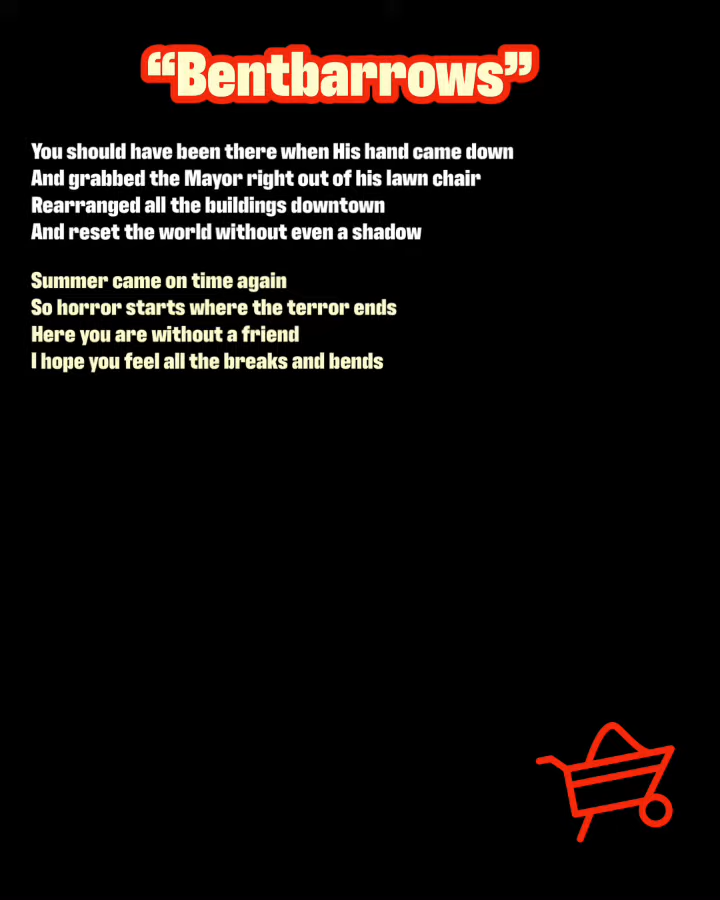 “Bentbarrows”
You should have been there when His hand came down
And grabbed the Mayor right out of his lawn chair
Rearranged all the buildings downtown
And reset the world without even a shadow
Summer came on time again
So horror starts where the terror ends
Here you are without a friend
I hope you feel all the breaks and bends